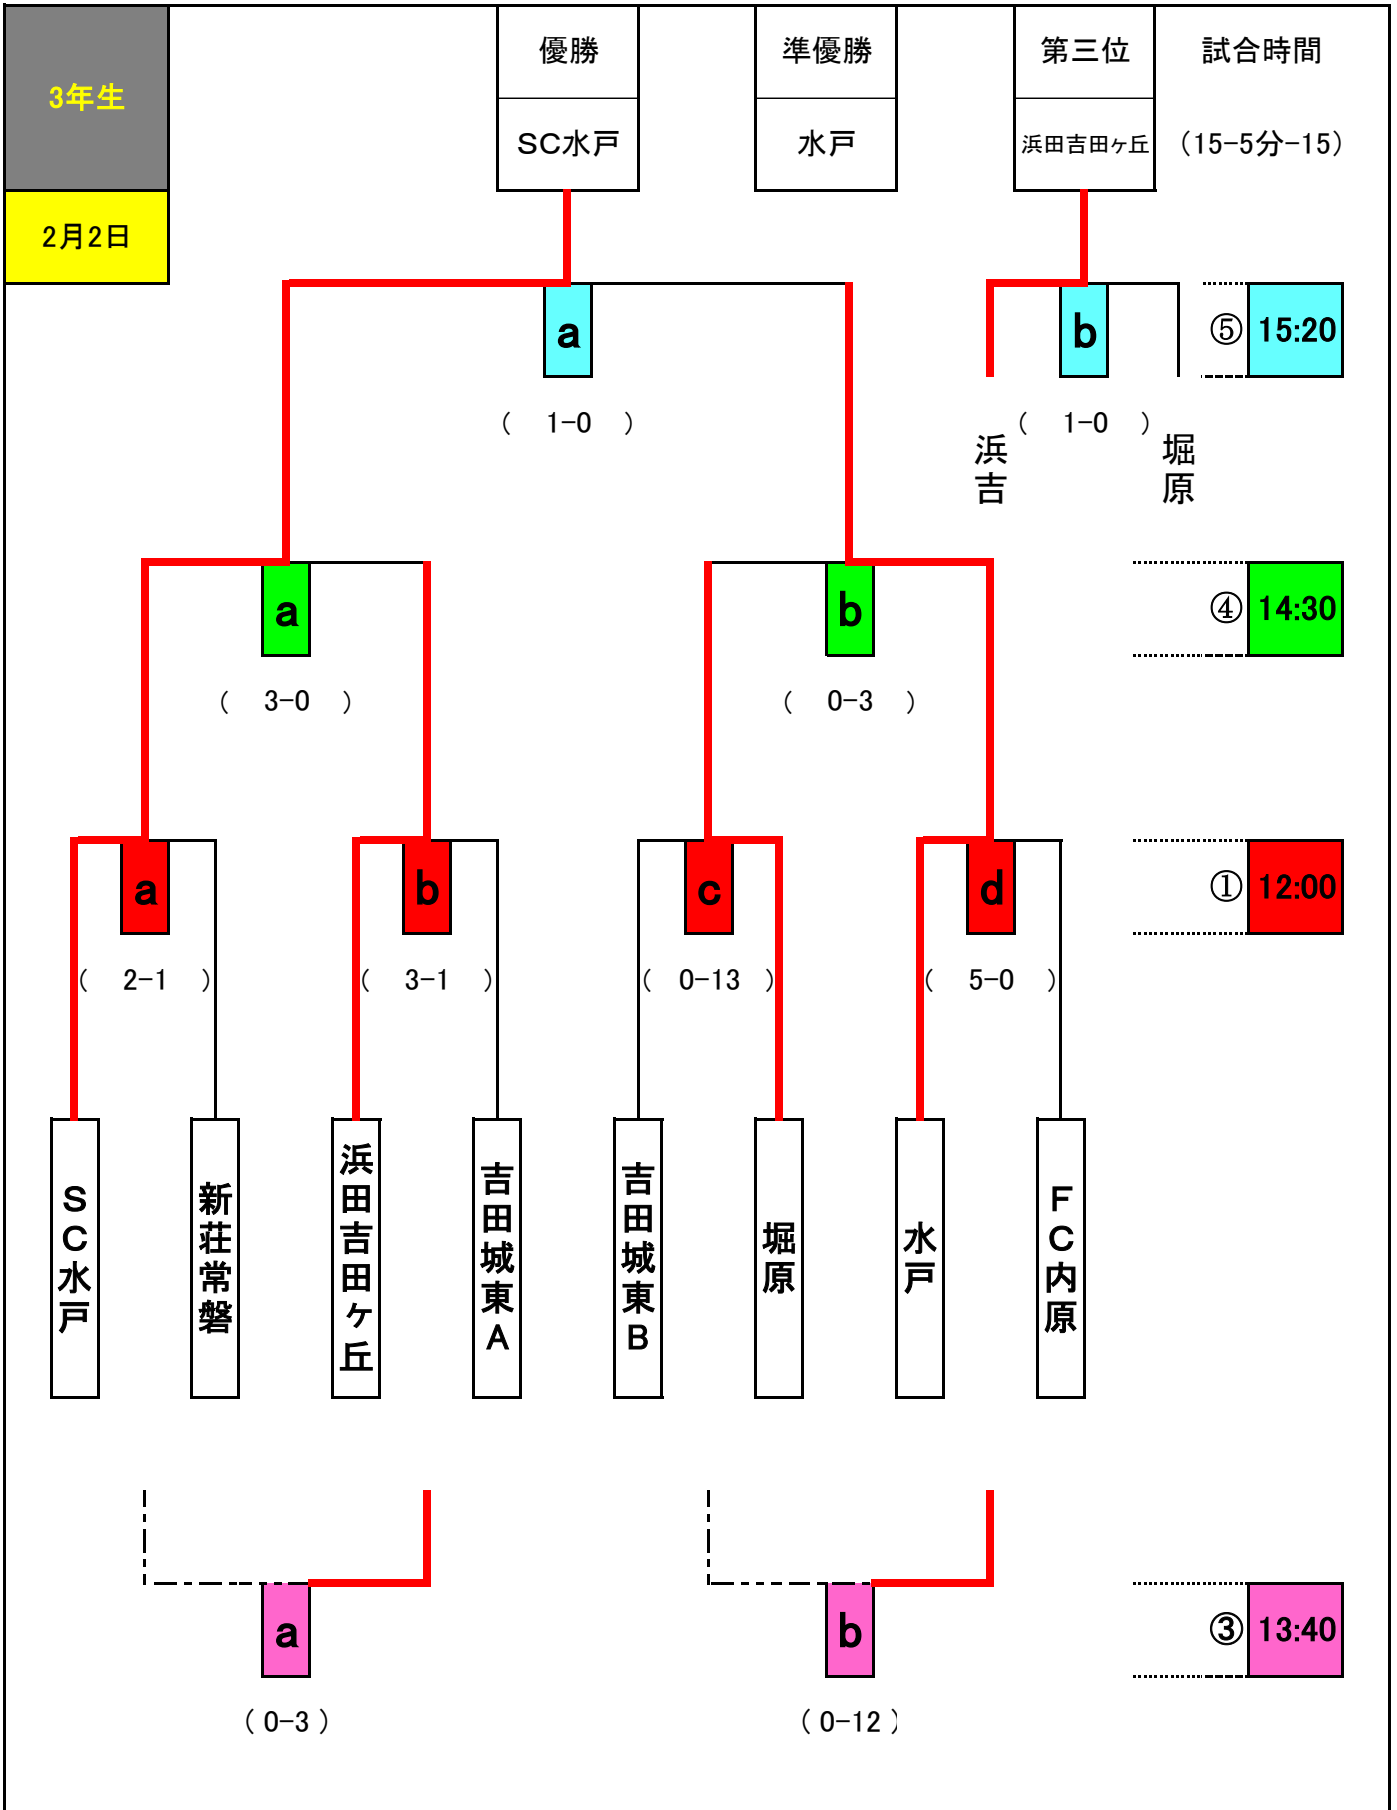 3年生
2月2日
優勝
SC水戸
準優勝
水戸
第三位
浜田吉田ヶ丘
試合時間
(15-5分-15)
a
b
⑤ 15:20
( 1-0 )
( 1-0 )
浜吉
堀原
a
b
④ 14:30
( 3-0 )
( 0-3 )
a
b
c
d
① 12:00
( 2-1 )
( 3-1 )
( 0-13 )
( 5-0 )
SC水戸
新荘常磐
浜田吉田ヶ丘
吉田城東A
吉田城東B
堀原
水戸
FC内原
a
b
③ 13:40
( 0-3 )
( 0-12 )